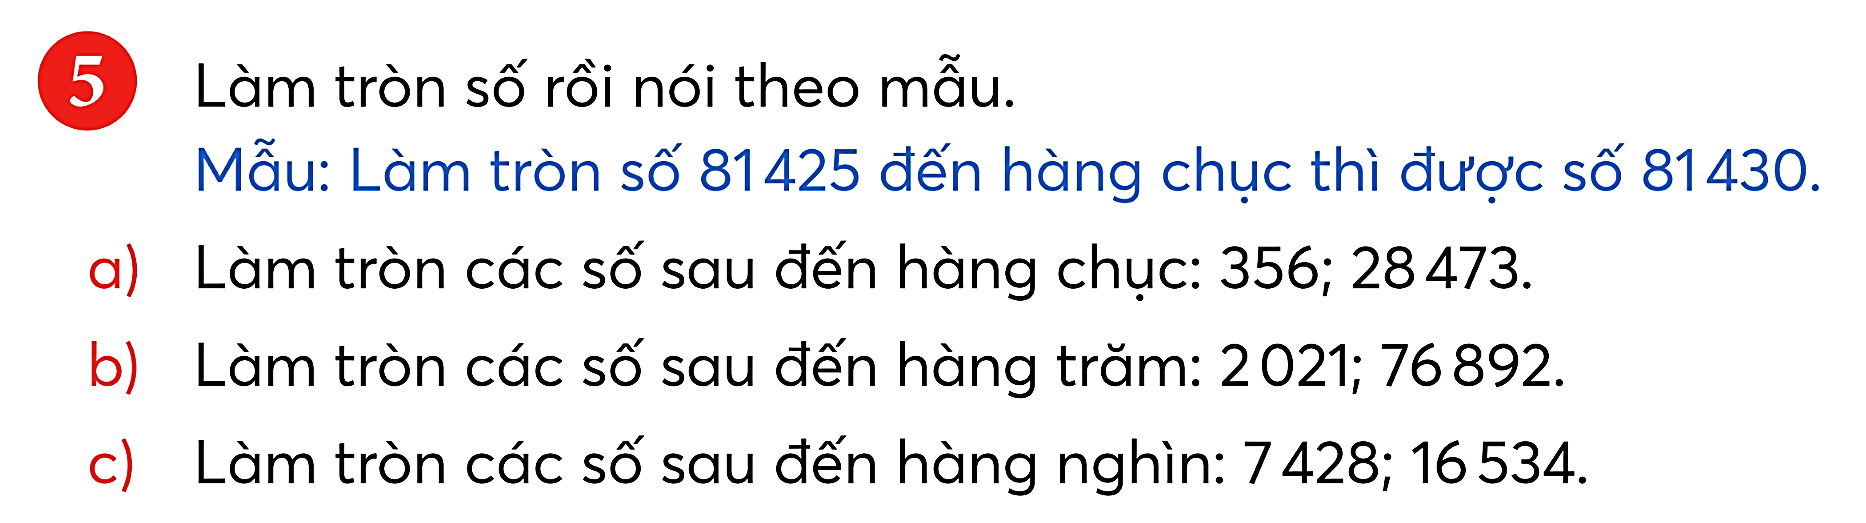 5 Làm tròn số rồi nói theo mẫu.
Mẫu: Làm tròn số 81 425 đến hàng chục thì được số 81 430.
a) Làm tròn các số sau đến hàng chục: 356; 28 473.
b) Làm tròn các số sau đến hàng trăm: 2 021; 76 892.
c) Làm tròn các số sau đến hàng nghìn: 7 428; 16 534.